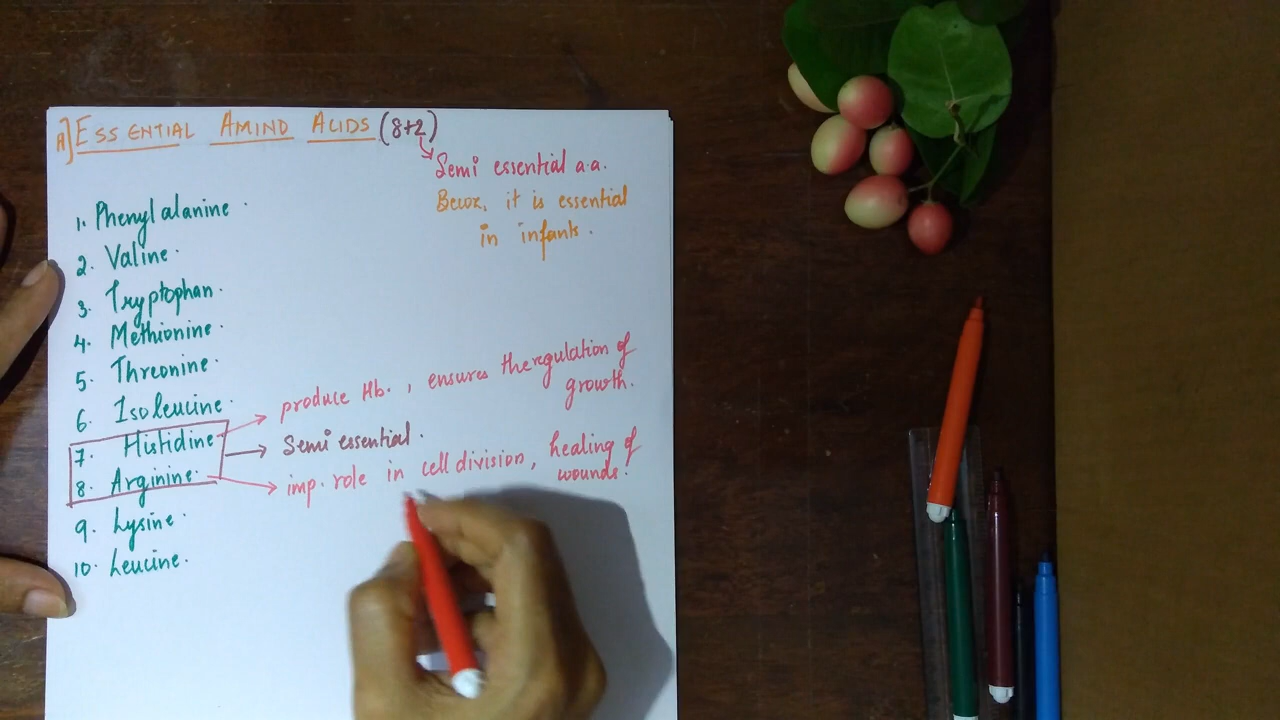 A] ESSENTIAL AMINO ACIDS (8+2)
Semi essential a.a.
Becoz, it is essential
in infants.
1. Phenylalanine.
2. Valine.
3. Tryptophan.
4. Methionine.
5. Threonine.
6. Isoleucine.
7. Histidine
produce Hb., ensures the regulation of
growth.
Semi essential.
8. Arginine.
imp. role in cell division, healing of
wounds.
9. Lysine.
10. Leucine.